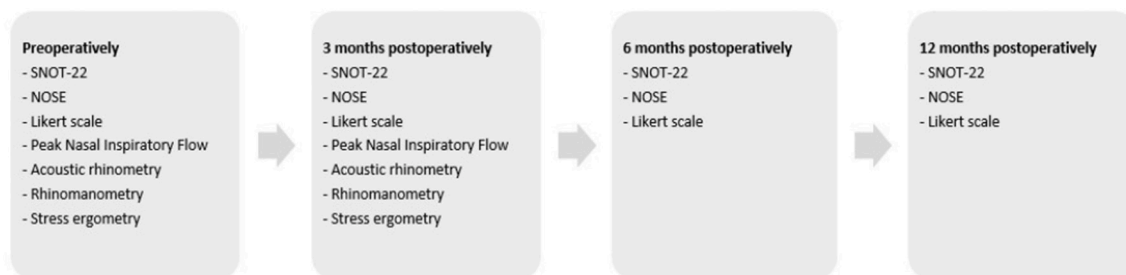 Preoperatively
- SNOT-22
- NOSE
- Likert scale
- Peak Nasal Inspiratory Flow
- Acoustic rhinometry
- Rhinomanometry
- Stress ergometry
3 months postoperatively
- SNOT-22
- NOSE
- Likert scale
- Peak Nasal Inspiratory Flow
- Acoustic rhinometry
- Rhinomanometry
- Stress ergometry
6 months postoperatively
- SNOT-22
- NOSE
- Likert scale
12 months postoperatively
- SNOT-22
- NOSE
- Likert scale